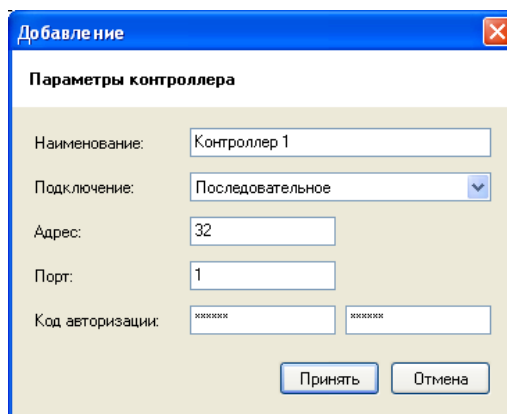 Добавление
Параметры контроллера
Наименование: Контроллер 1
Подключение: Последовательное
Адрес: 32
Порт: 1
Код авторизации: ****** ******
Принять Отмена